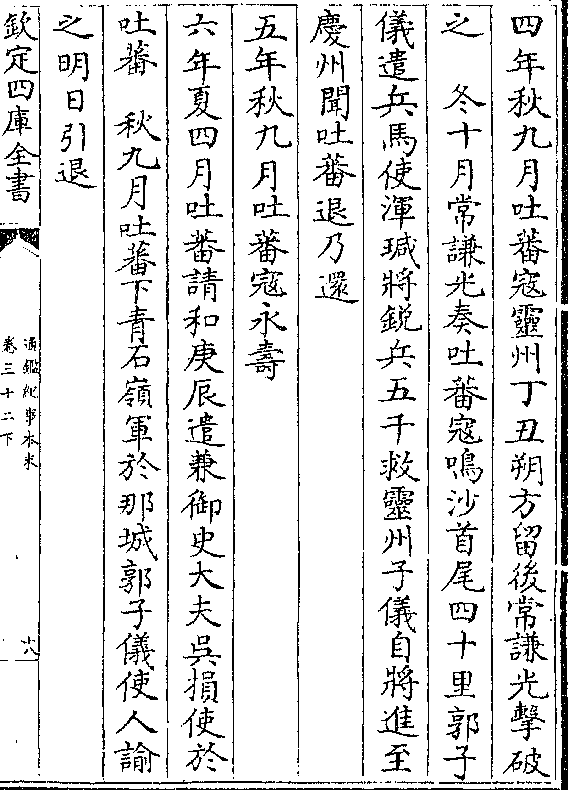 四年秋九月吐蕃寇靈州丁丑朔方留後常謙光擊破
之　冬十月常謙光奏吐蕃寇鳴沙首尾四十里郭子
儀遣兵馬使渾瑊將鋭兵五千救靈州子儀自將進至
慶州聞吐蕃退乃還
五年秋九月吐蕃寇永壽
六年夏四月吐蕃請和庚辰遣兼御史大夫吳損使於
吐蕃　秋九月吐蕃下青石嶺軍於那城郭子儀使人諭
之明日引退
欽定四庫全書
通鑑紀事本末
卷三十二下
十八